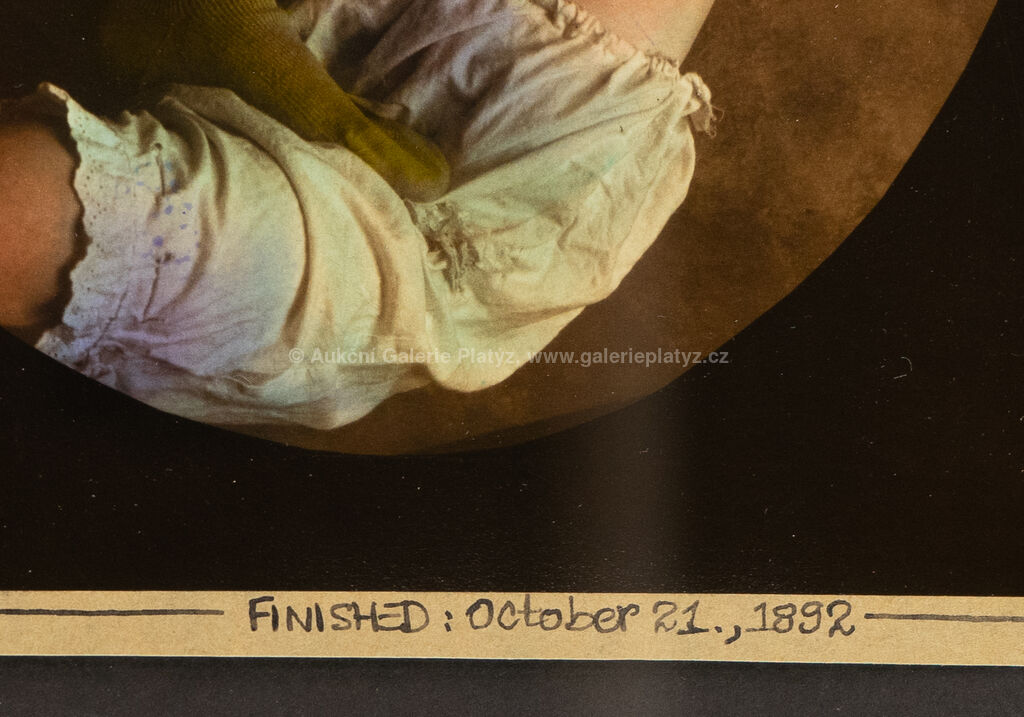 © Aukční Galerie Platýz, www.galerieplatyz.cz
FINISHED: October 21., 1892